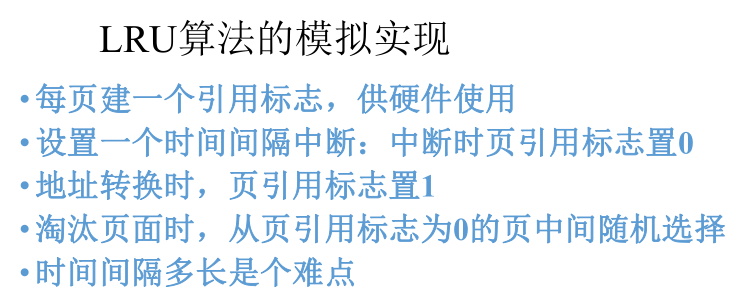 LRU算法的模拟实现
•每页建一个引用标志，供硬件使用
•设置一个时间间隔中断：中断时页引用标志置0
•地址转换时，页引用标志置1
•淘汰页面时，从页引用标志为0的页中间随机选择
•时间间隔多长是个难点